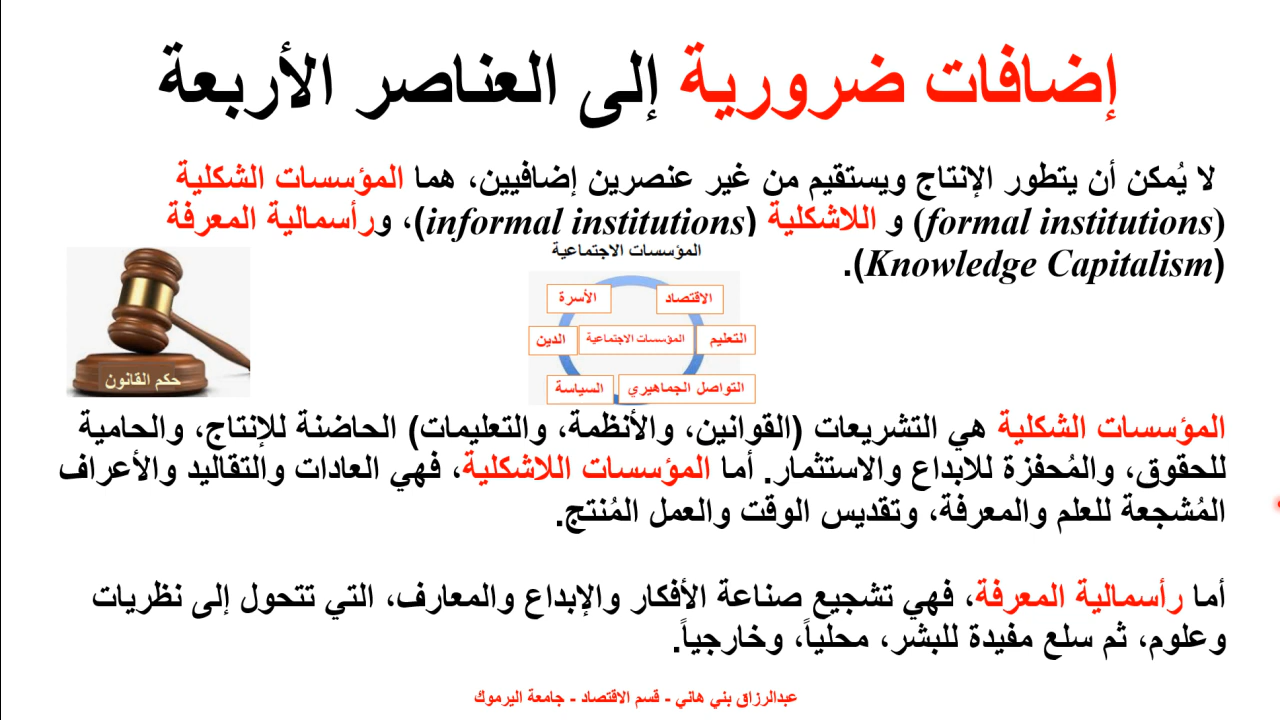 إضافات ضرورية إلى العناصر الأربعة
لا يُمكن أن يتطور الإنتاج ويستقيم من غير عنصرين إضافيين، هما المؤسسات الشكلية
(formal institutions) و اللاشكلية (informal institutions)، ورأسمالية المعرفة
(Knowledge Capitalism).
المؤسسات الاجتماعية
الاقتصاد
الأسرة
التعليم
المؤسسات الاجتماعية
الدين
التواصل الجماهيري
السياسة
حكم القانون
المؤسسات الشكلية هي التشريعات (القوانين، والأنظمة، والتعليمات) الحاضنة للإنتاج، والحامية
للحقوق، والمُحفزة للابداع والاستثمار. أما المؤسسات اللاشكلية، فهي العادات والتقاليد والأعراف
المُشجعة للعلم والمعرفة، وتقديس الوقت والعمل المُنتج.
أما رأسمالية المعرفة، فهي تشجيع صناعة الأفكار والإبداع والمعارف، التي تتحول إلى نظريات
وعلوم، ثم سلع مفيدة للبشر، محلياً، وخارجياً.
عبدالرزاق بني هاني - قسم الاقتصاد - جامعة اليرموك